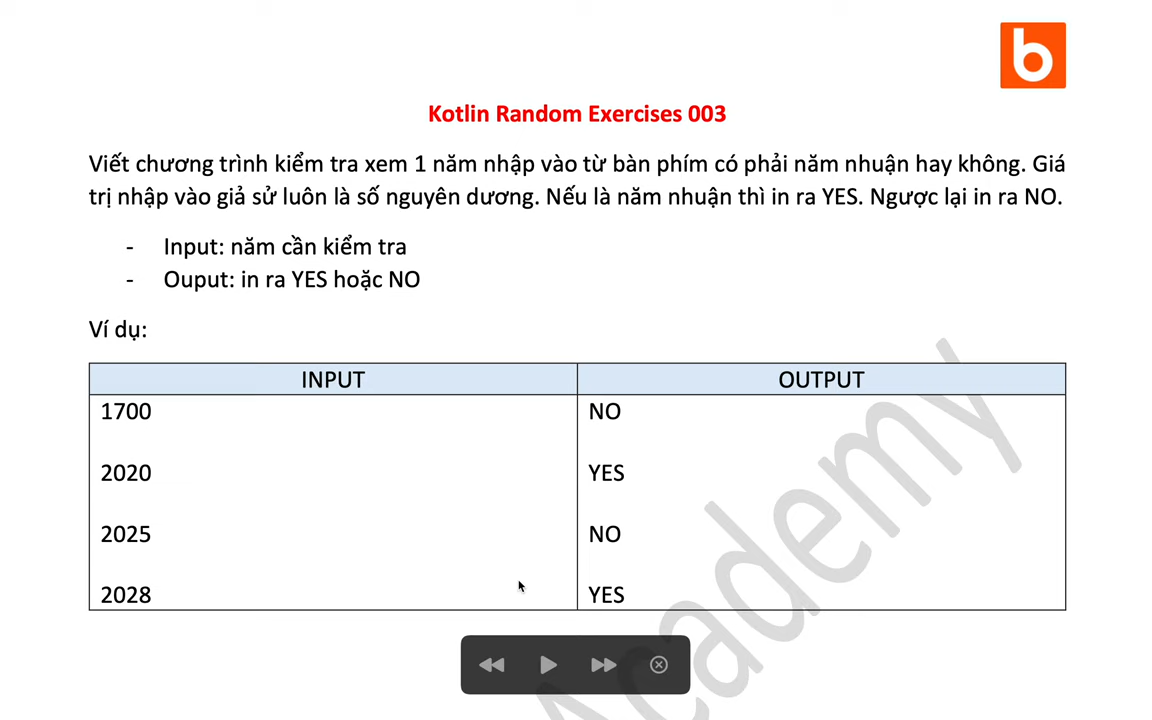 b
Kotlin Random Exercises 003
Viết chương trình kiểm tra xem 1 năm nhập vào từ bàn phím có phải năm nhuận hay không. Giá
trị nhập vào giả sử luôn là số nguyên dương. Nếu là năm nhuận thì in ra YES. Ngược lại in ra NO.
- Input: năm cần kiểm tra
- Ouput: in ra YES hoặc NO
Ví dụ:
INPUT OUTPUT
1700 NO
2020 YES
2025 NO
2028 YES
Academy